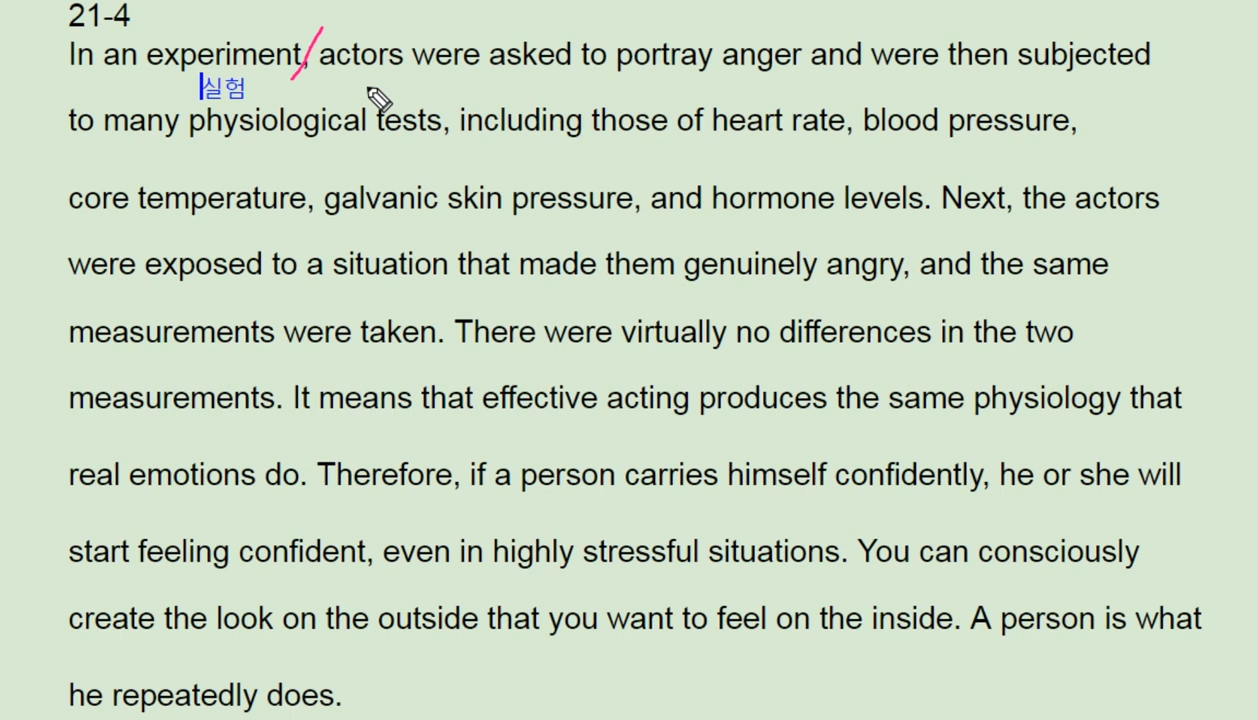 21-4
In an experiment, actors were asked to portray anger and were then subjected
실험
to many physiological tests, including those of heart rate, blood pressure,
core temperature, galvanic skin pressure, and hormone levels. Next, the actors
were exposed to a situation that made them genuinely angry, and the same
measurements were taken. There were virtually no differences in the two
measurements. It means that effective acting produces the same physiology that
real emotions do. Therefore, if a person carries himself confidently, he or she will
start feeling confident, even in highly stressful situations. You can consciously
create the look on the outside that you want to feel on the inside. A person is what
he repeatedly does.